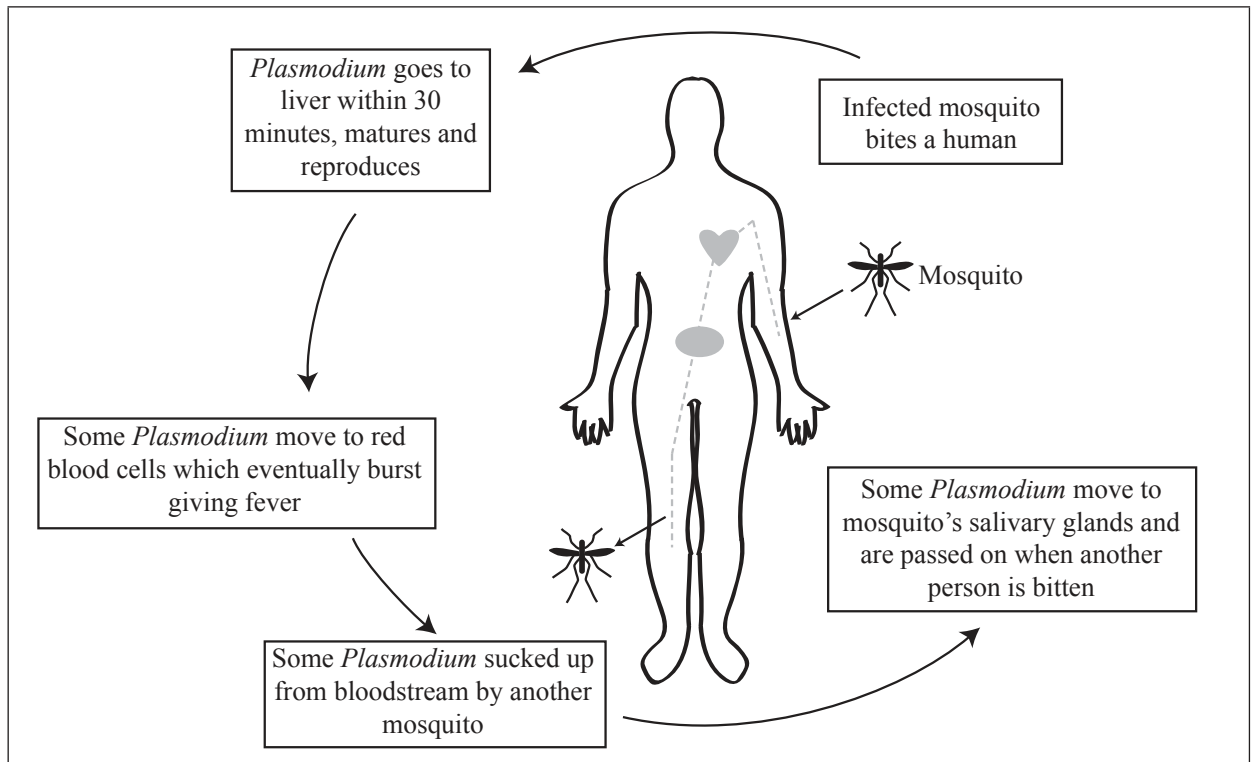 Infected mosquito
bites a human
Plasmodium goes to
liver within 30
minutes, matures and
reproduces
Some Plasmodium move to red
blood cells which eventually burst
giving fever
Some Plasmodium sucked up
from bloodstream by another
mosquito
Some Plasmodium move to
mosquito’s salivary glands and
are passed on when another
person is bitten
Mosquito